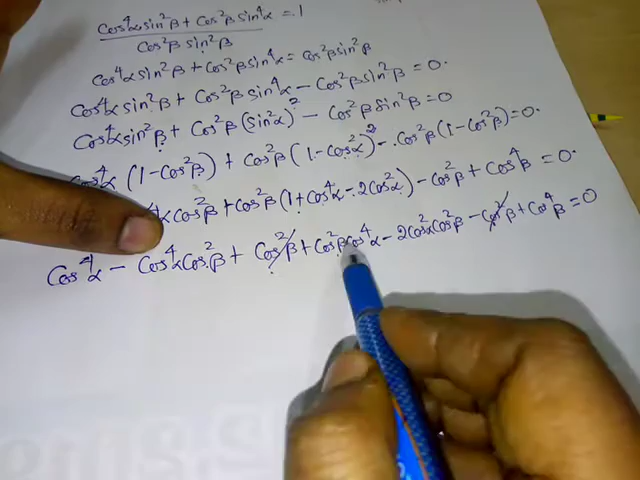 cos⁴α sin²β + cos²β sin⁴α = 1
cos²β sin²β
cos⁴α sin²β + cos²β sin⁴α = cos²β sin²β
cos⁴α sin²β + cos²β sin⁴α - cos²β sin²β = 0.
cos⁴α sin²β + cos²β (sin²α)² - cos²β sin²β = 0
cos⁴α (1-cos²β) + cos²β (1-cos²α)² - cos²β (1-cos²β) = 0.
⁴α cos²β + cos²β (1+cos⁴α - 2cos²α) - cos²β + cos⁴β = 0.
cos⁴α - cos⁴α cos²β + cos²β + cos²β cos⁴α - 2cos²α cos²β - cos²β + cos⁴β = 0